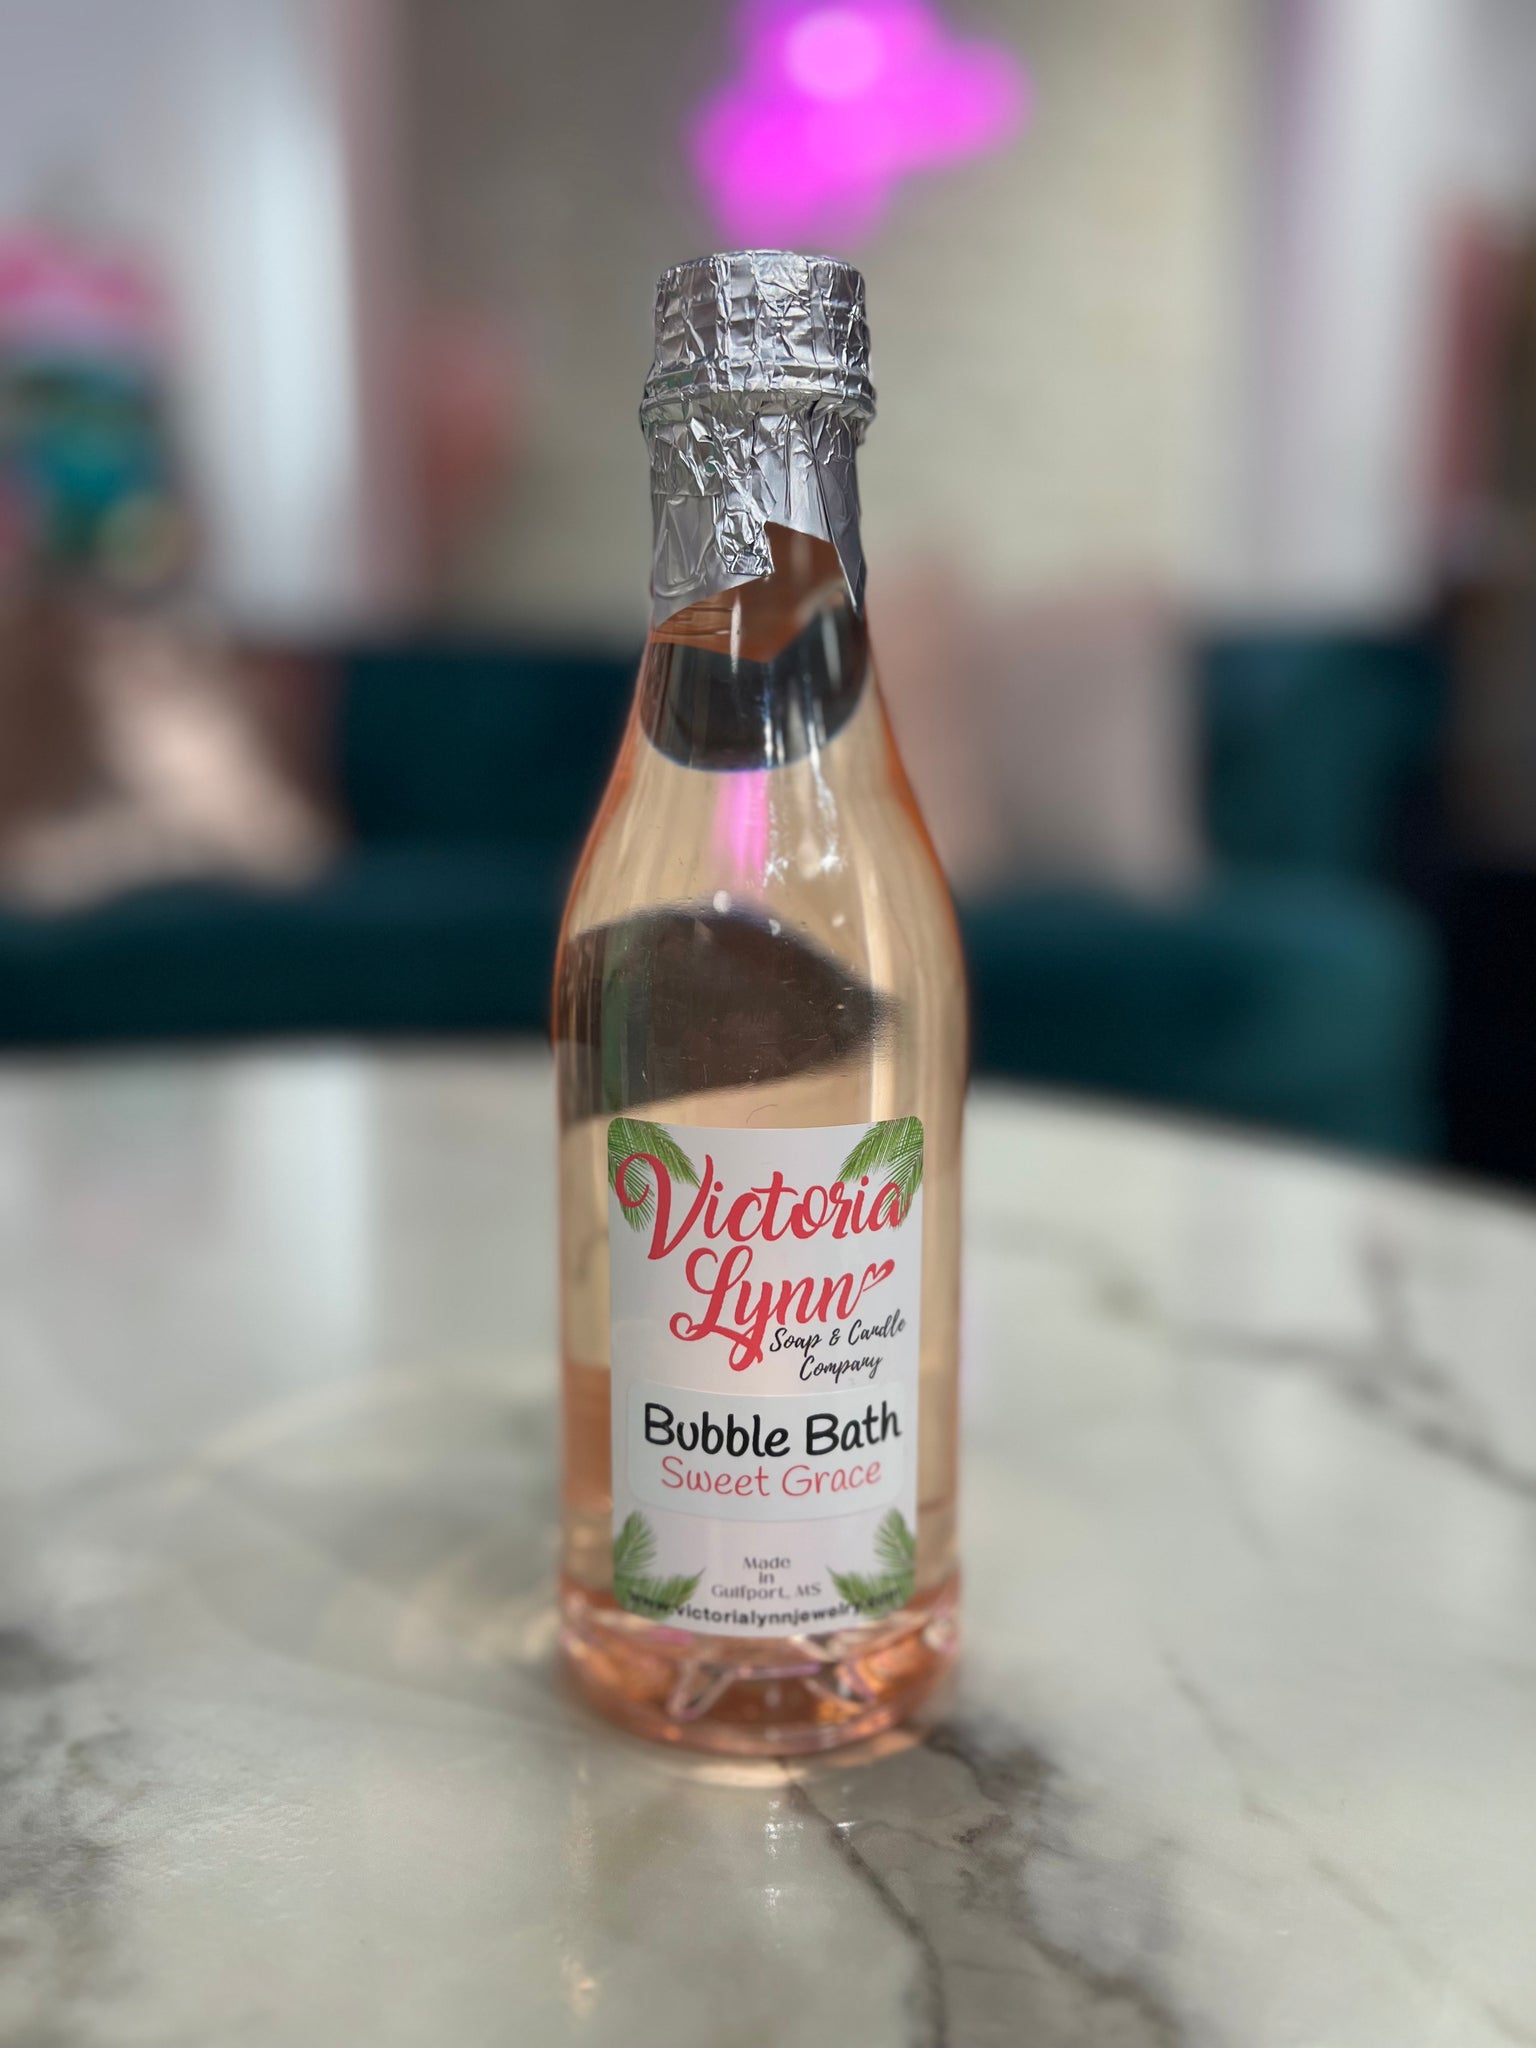 Victoria
Lynn
Soap & Candle
Company
Bubble Bath
Sweet Grace
Made
in
Gulfport, MS
www.victorialynnjewelry.com